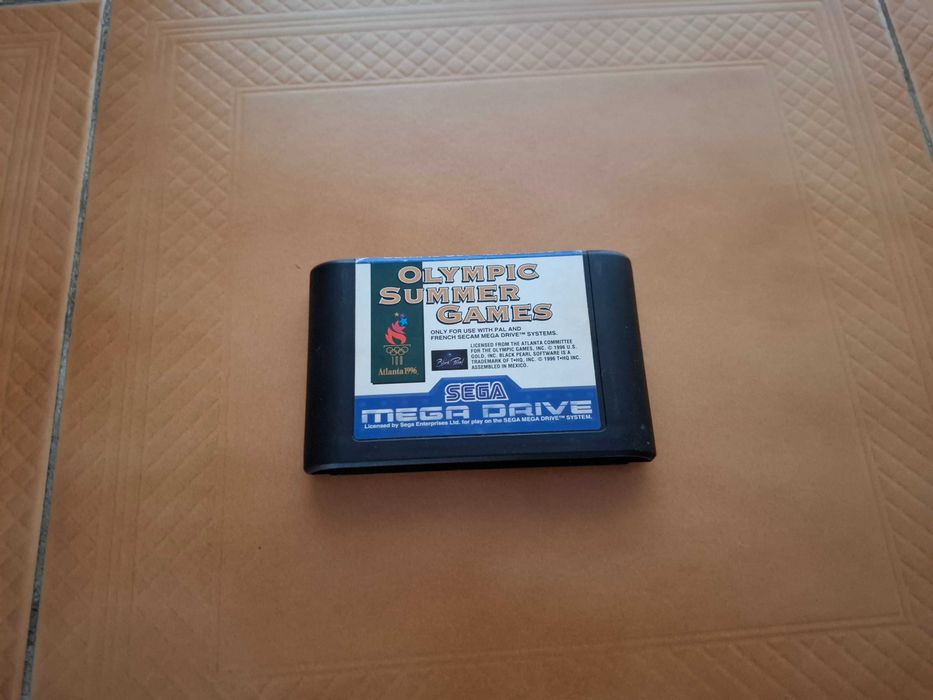 OLYMPIC
SUMMER
GAMES
ONLY FOR USE WITH PAL AND
FRENCH SECAM MEGA DRIVE™ SYSTEMS.
100
Atlanta 1996
Black Pearl
LICENSED FROM THE ATLANTA COMMITTEE
FOR THE OLYMPIC GAMES, INC. © 1996 U.S.
GOLD, INC. BLACK PEARL SOFTWARE IS A
TRADEMARK OF T•HQ, INC. © 1996 T•HQ INC.
ASSEMBLED IN MEXICO.
SEGA
MEGA DRIVE
Licensed by Sega Enterprises Ltd. for play on the SEGA MEGA DRIVE™ SYSTEM.